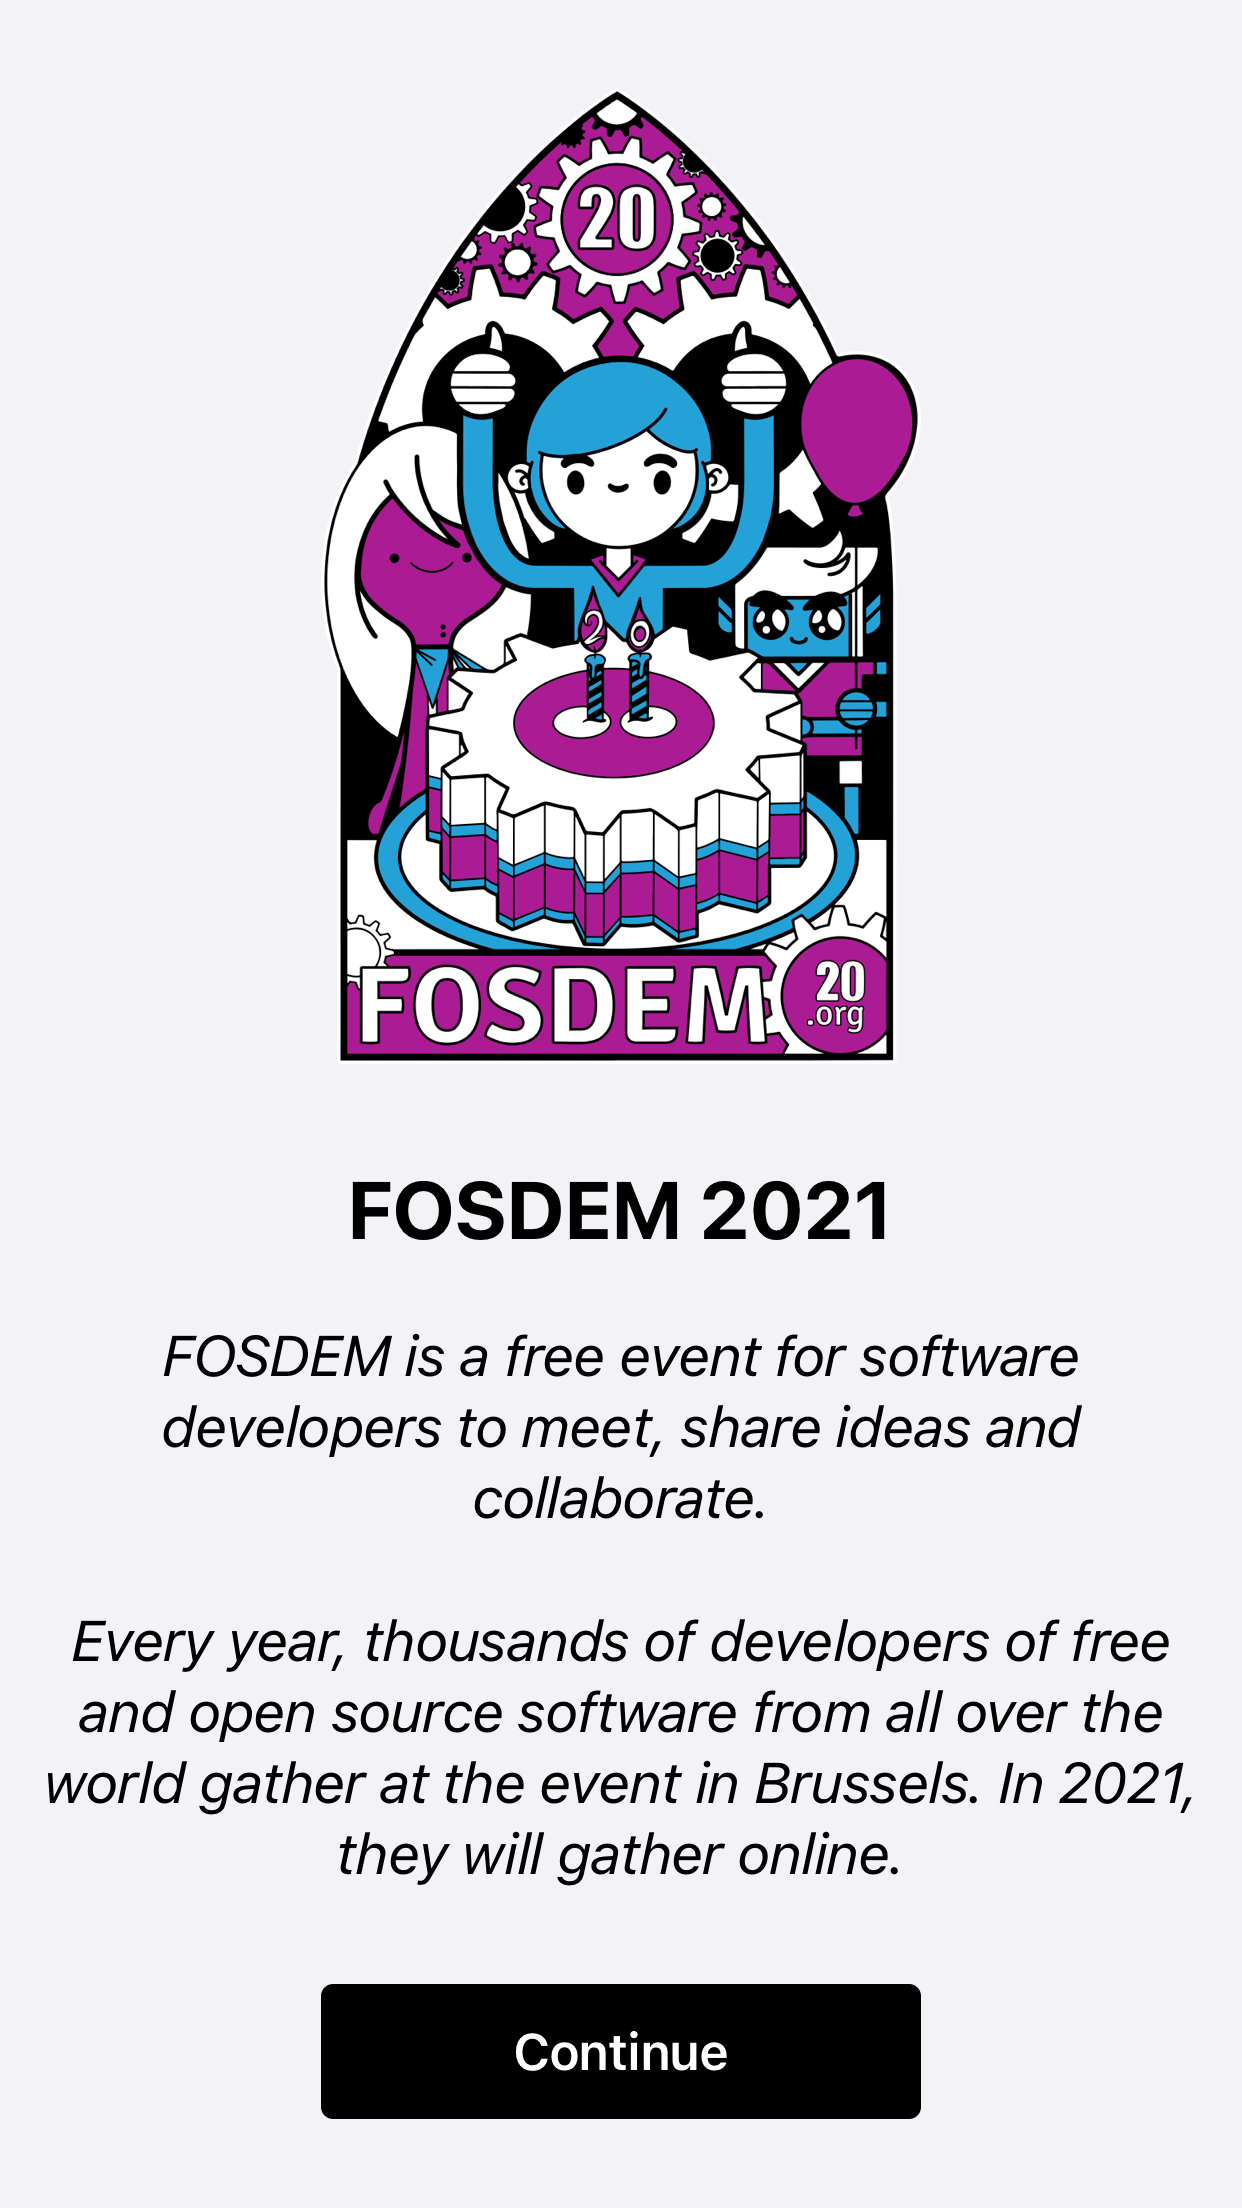 20
2 0
FOSDEM
20
.org
FOSDEM 2021
FOSDEM is a free event for software
developers to meet, share ideas and
collaborate.
Every year, thousands of developers of free
and open source software from all over the
world gather at the event in Brussels. In 2021,
they will gather online.
Continue